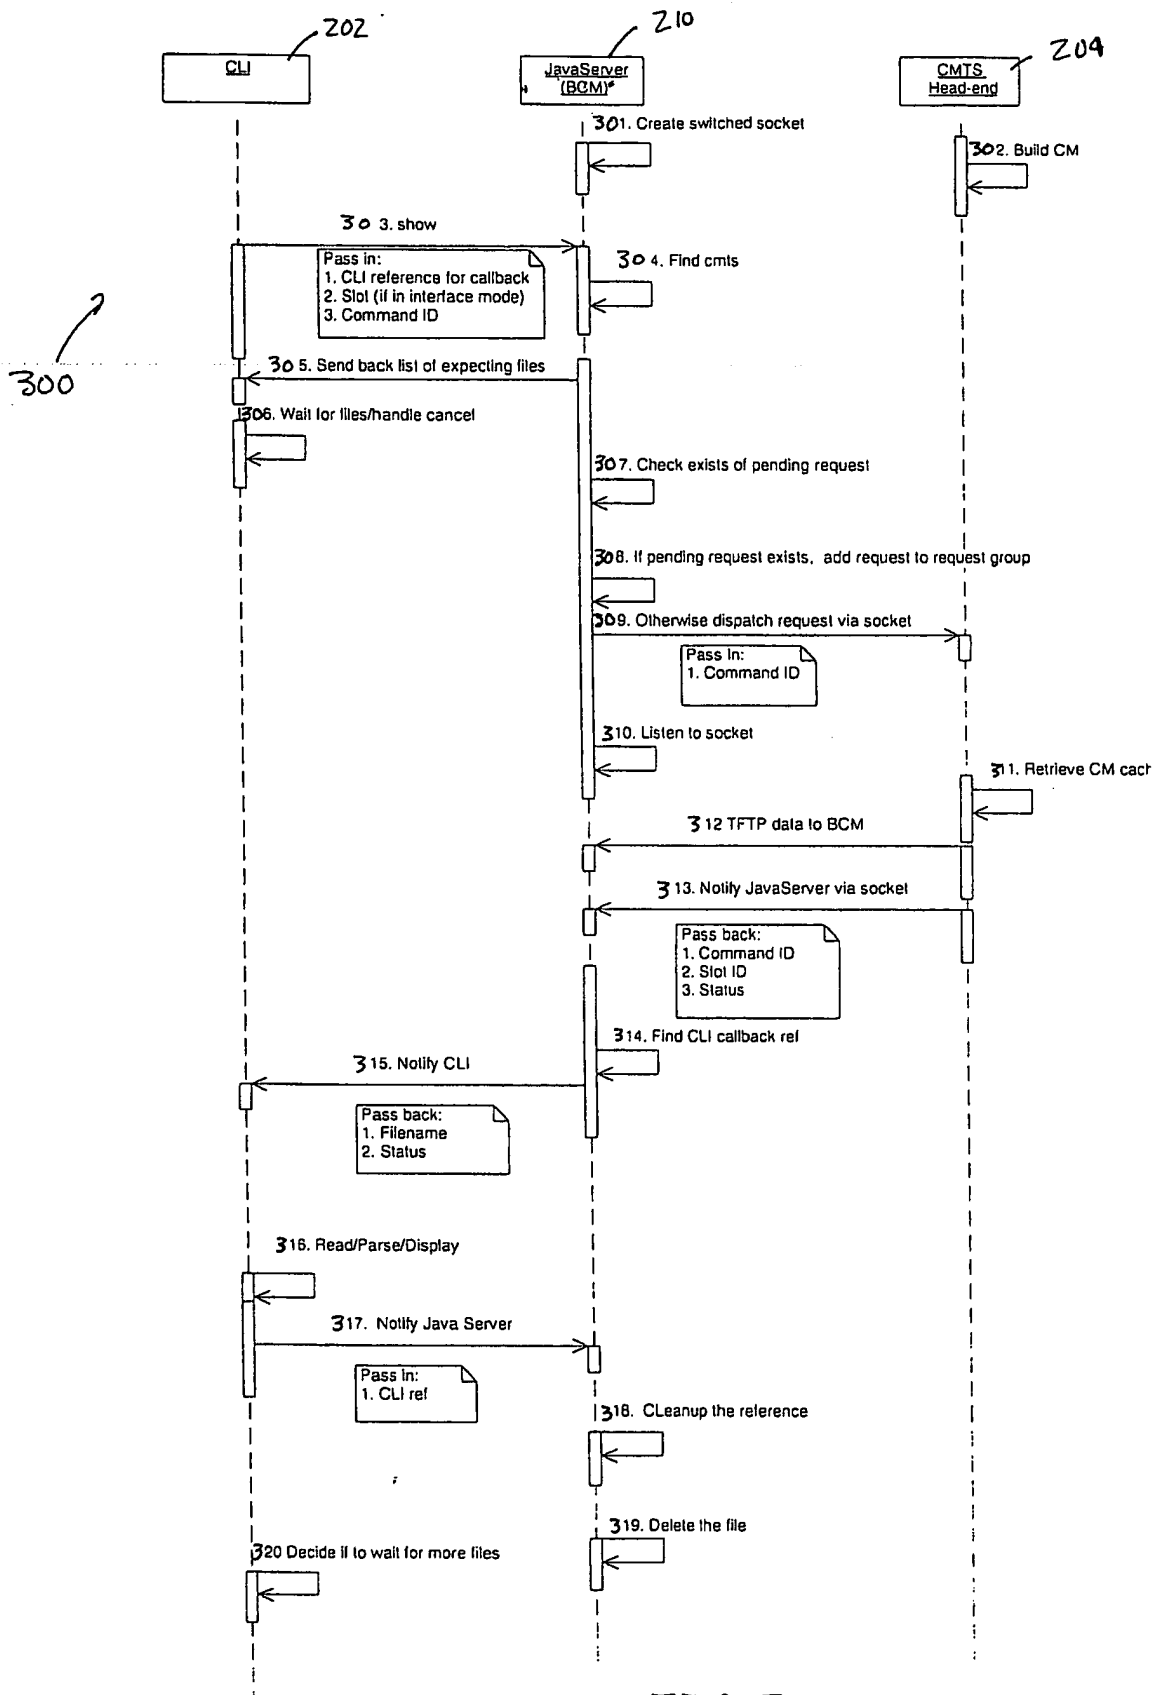 202
210
204
CLI
JavaServer
(BCM)
CMTS
Head-end
301. Create switched socket
302. Build CM
303. show
Pass in:
1. CLI reference for callback
2. Slot (if in interface mode)
3. Command ID
304. Find cmts
300
305. Send back list of expecting files
306. Wait for files/handle cancel
307. Check exists of pending request
308. If pending request exists, add request to request group
309. Otherwise dispatch request via socket
Pass in:
1. Command ID
310. Listen to socket
311. Retrieve CM cach
312 TFTP data to BCM
313. Notify JavaServer via socket
Pass back:
1. Command ID
2. Slot ID
3. Status
314. Find CLI callback ref
315. Notify CLI
Pass back:
1. Filename
2. Status
316. Read/Parse/Display
317. Notify Java Server
Pass in:
1. CLI ref
318. CLeanup the reference
319. Delete the file
320 Decide if to wait for more files